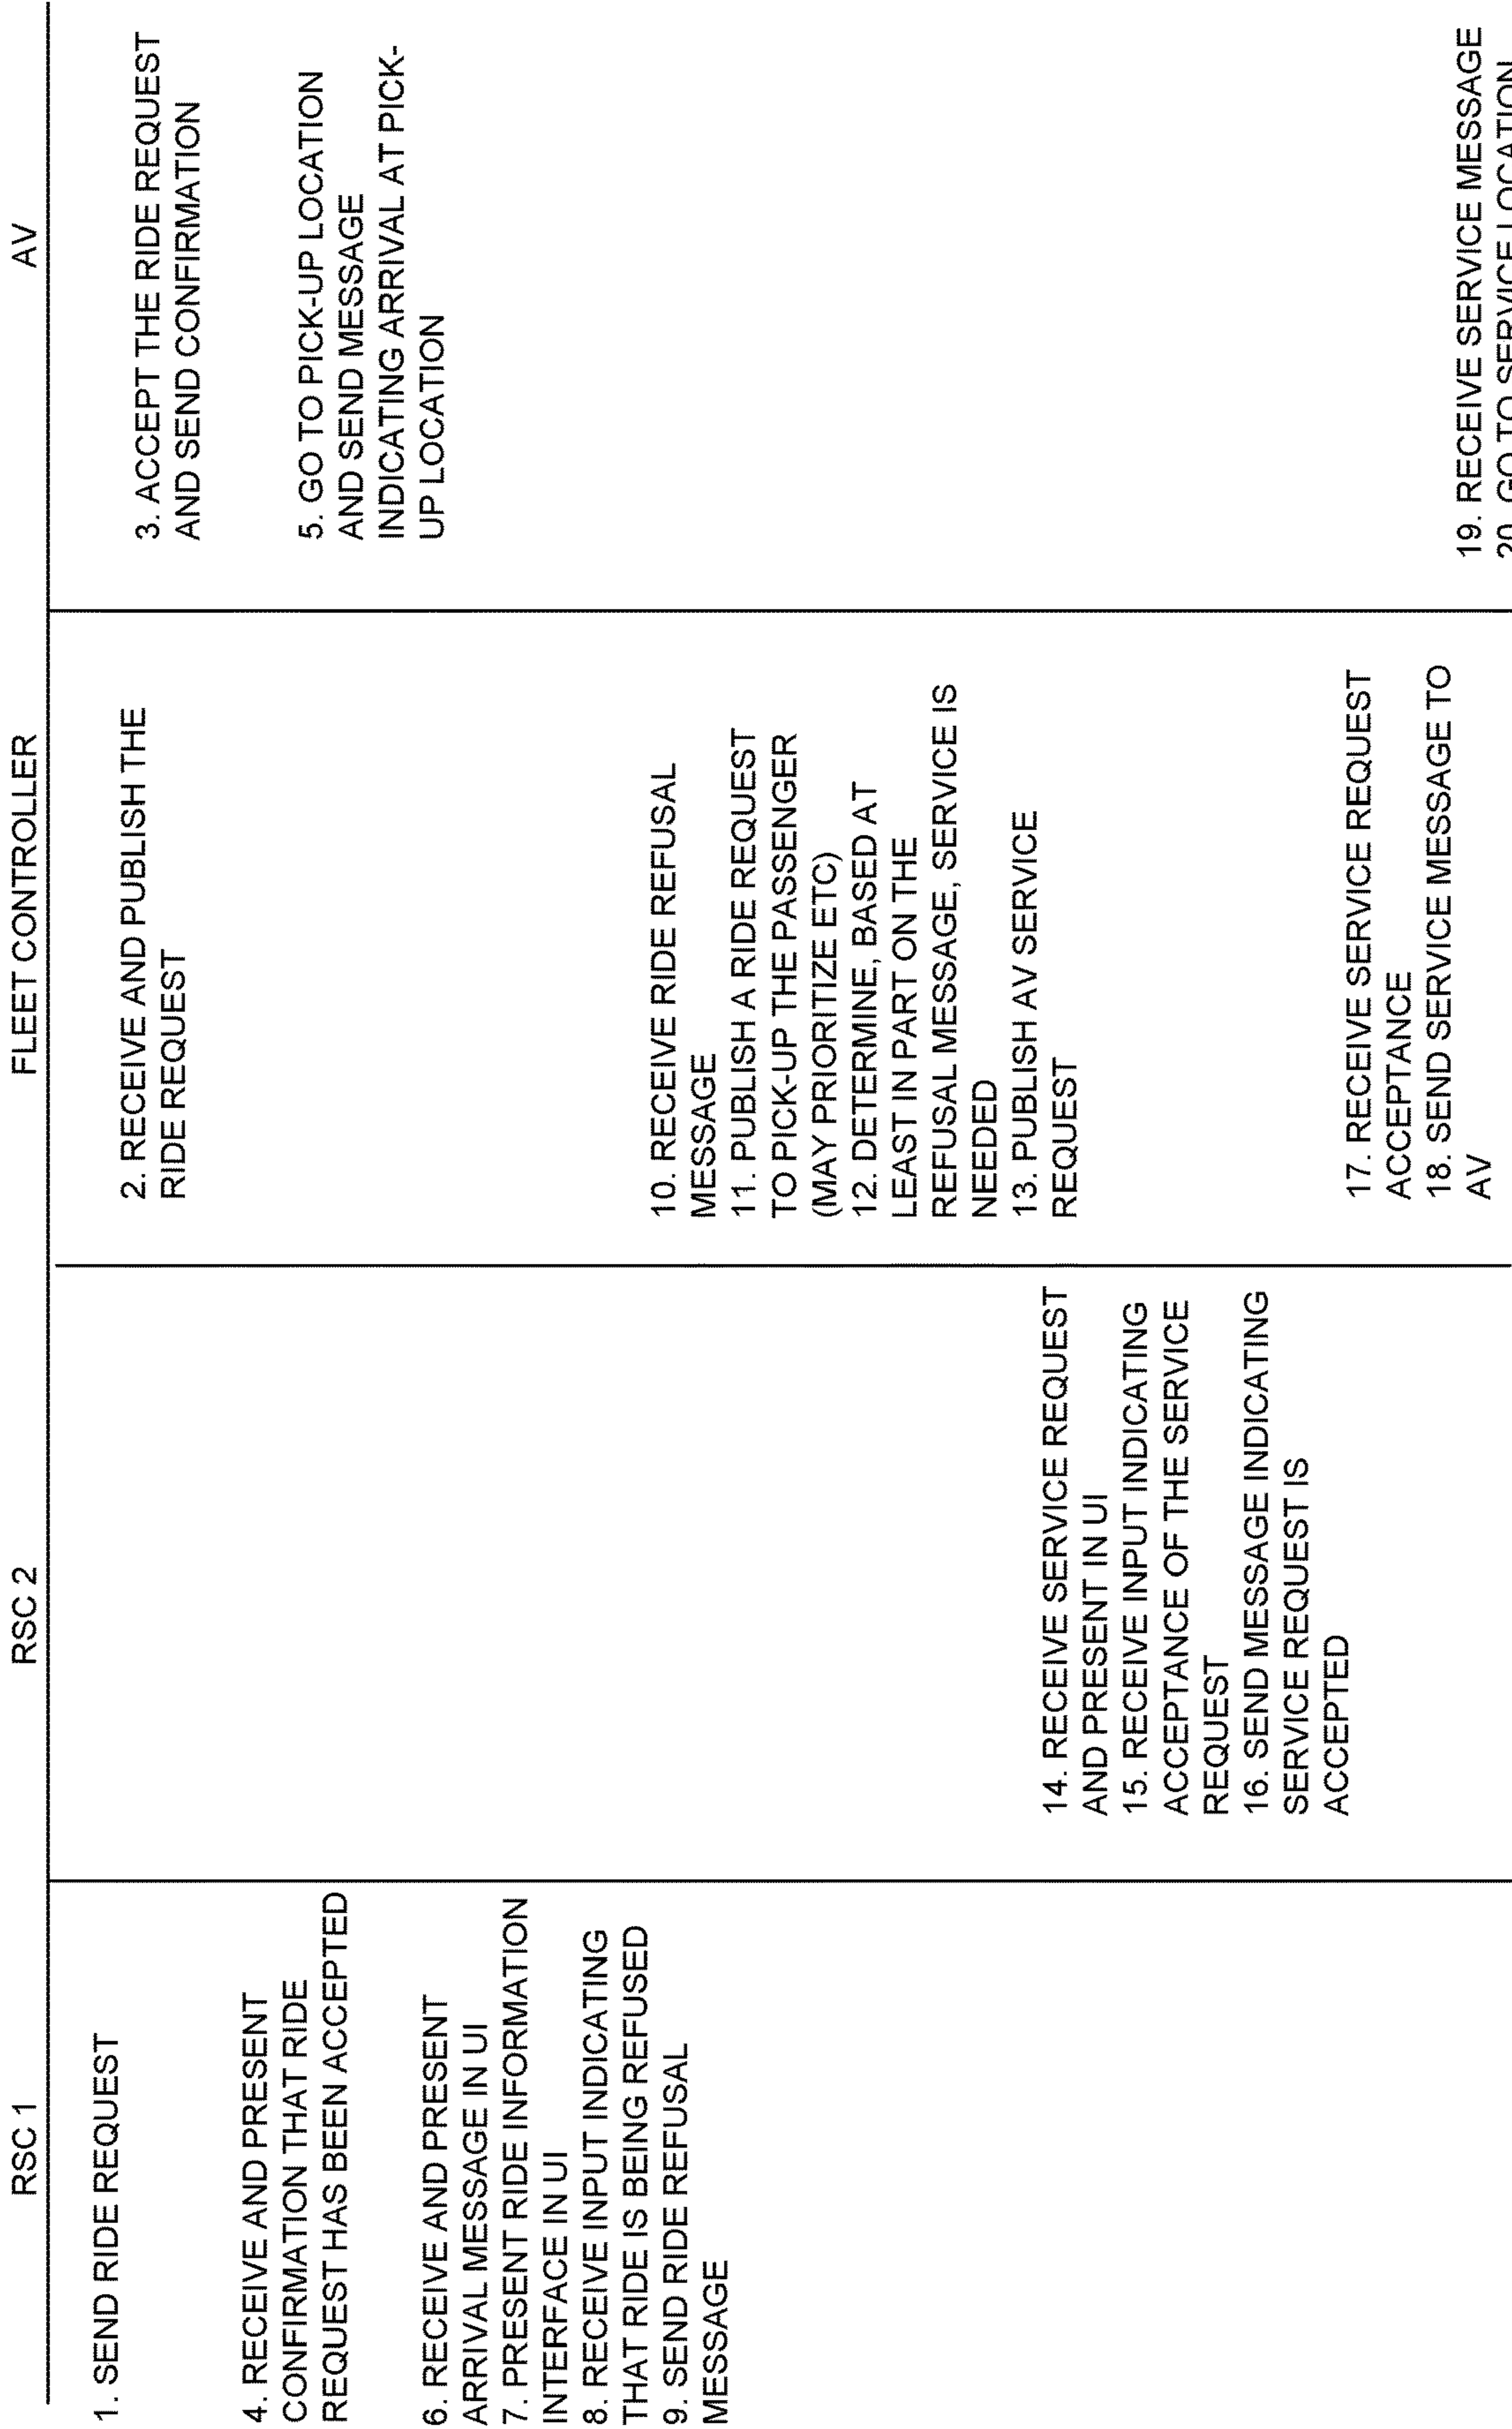 RSC 1
RSC 2
FLEET CONTROLLER
AV
1. SEND RIDE REQUEST
2. RECEIVE AND PUBLISH THE
RIDE REQUEST
3. ACCEPT THE RIDE REQUEST
AND SEND CONFIRMATION
4. RECEIVE AND PRESENT
CONFIRMATION THAT RIDE
REQUEST HAS BEEN ACCEPTED
5. GO TO PICK-UP LOCATION
AND SEND MESSAGE
INDICATING ARRIVAL AT PICK-
UP LOCATION
6. RECEIVE AND PRESENT
ARRIVAL MESSAGE IN UI
7. PRESENT RIDE INFORMATION
INTERFACE IN UI
8. RECEIVE INPUT INDICATING
THAT RIDE IS BEING REFUSED
9. SEND RIDE REFUSAL
MESSAGE
10. RECEIVE RIDE REFUSAL
MESSAGE
11. PUBLISH A RIDE REQUEST
TO PICK-UP THE PASSENGER
(MAY PRIORITIZE ETC)
12. DETERMINE, BASED AT
LEAST IN PART ON THE
REFUSAL MESSAGE, SERVICE IS
NEEDED
13. PUBLISH AV SERVICE
REQUEST
14. RECEIVE SERVICE REQUEST
AND PRESENT IN UI
15. RECEIVE INPUT INDICATING
ACCEPTANCE OF THE SERVICE
REQUEST
16. SEND MESSAGE INDICATING
SERVICE REQUEST IS
ACCEPTED
17. RECEIVE SERVICE REQUEST
ACCEPTANCE
18. SEND SERVICE MESSAGE TO
AV
19. RECEIVE SERVICE MESSAGE
20. GO TO SERVICE LOCATION